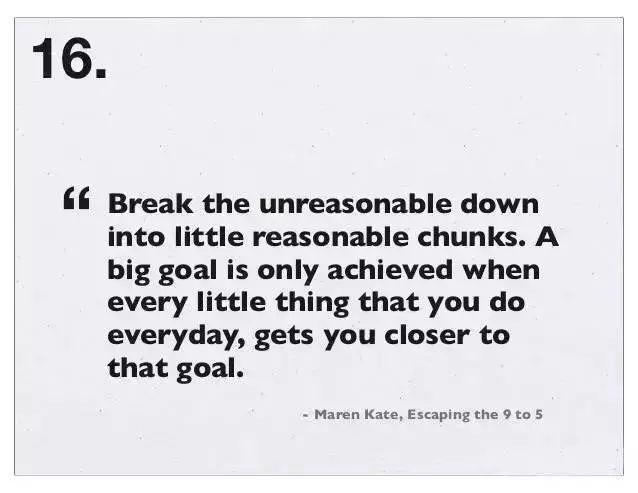 16.
“ Break the unreasonable down
into little reasonable chunks. A
big goal is only achieved when
every little thing that you do
everyday, gets you closer to
that goal.
- Maren Kate, Escaping the 9 to 5